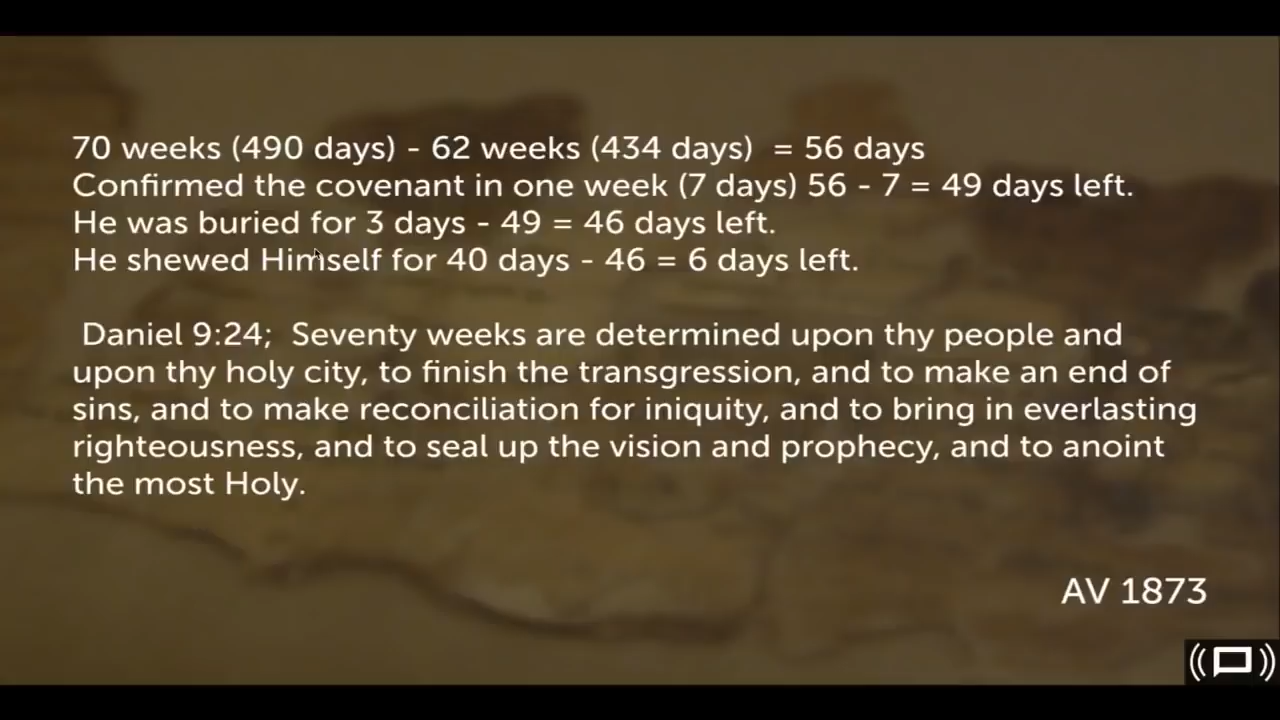 70 weeks (490 days) - 62 weeks (434 days)  = 56 days
Confirmed the covenant in one week (7 days) 56 - 7 = 49 days left.
He was buried for 3 days - 49 = 46 days left.
He shewed Himself for 40 days - 46 = 6 days left.
Daniel 9:24;  Seventy weeks are determined upon thy people and
upon thy holy city, to finish the transgression, and to make an end of
sins, and to make reconciliation for iniquity, and to bring in everlasting
righteousness, and to seal up the vision and prophecy, and to anoint
the most Holy.
AV 1873